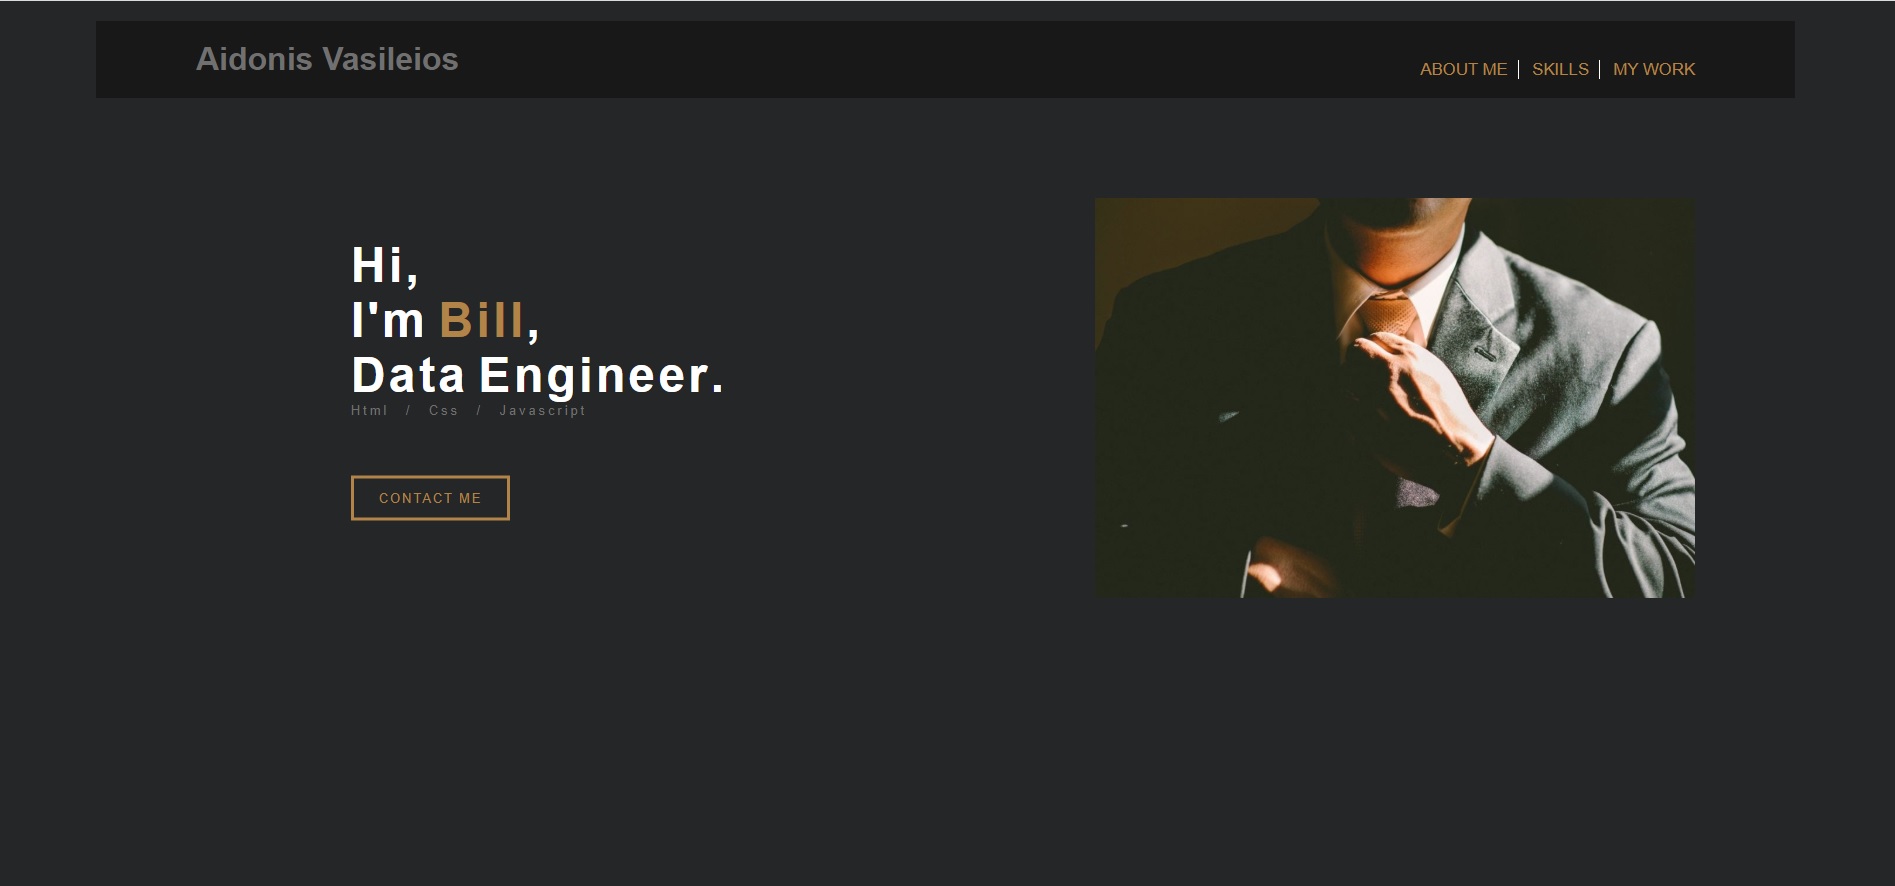 Aidonis Vasileios
ABOUT ME | SKILLS | MY WORK
Hi,
I'm Bill,
Data Engineer.
Html / Css / Javascript
CONTACT ME